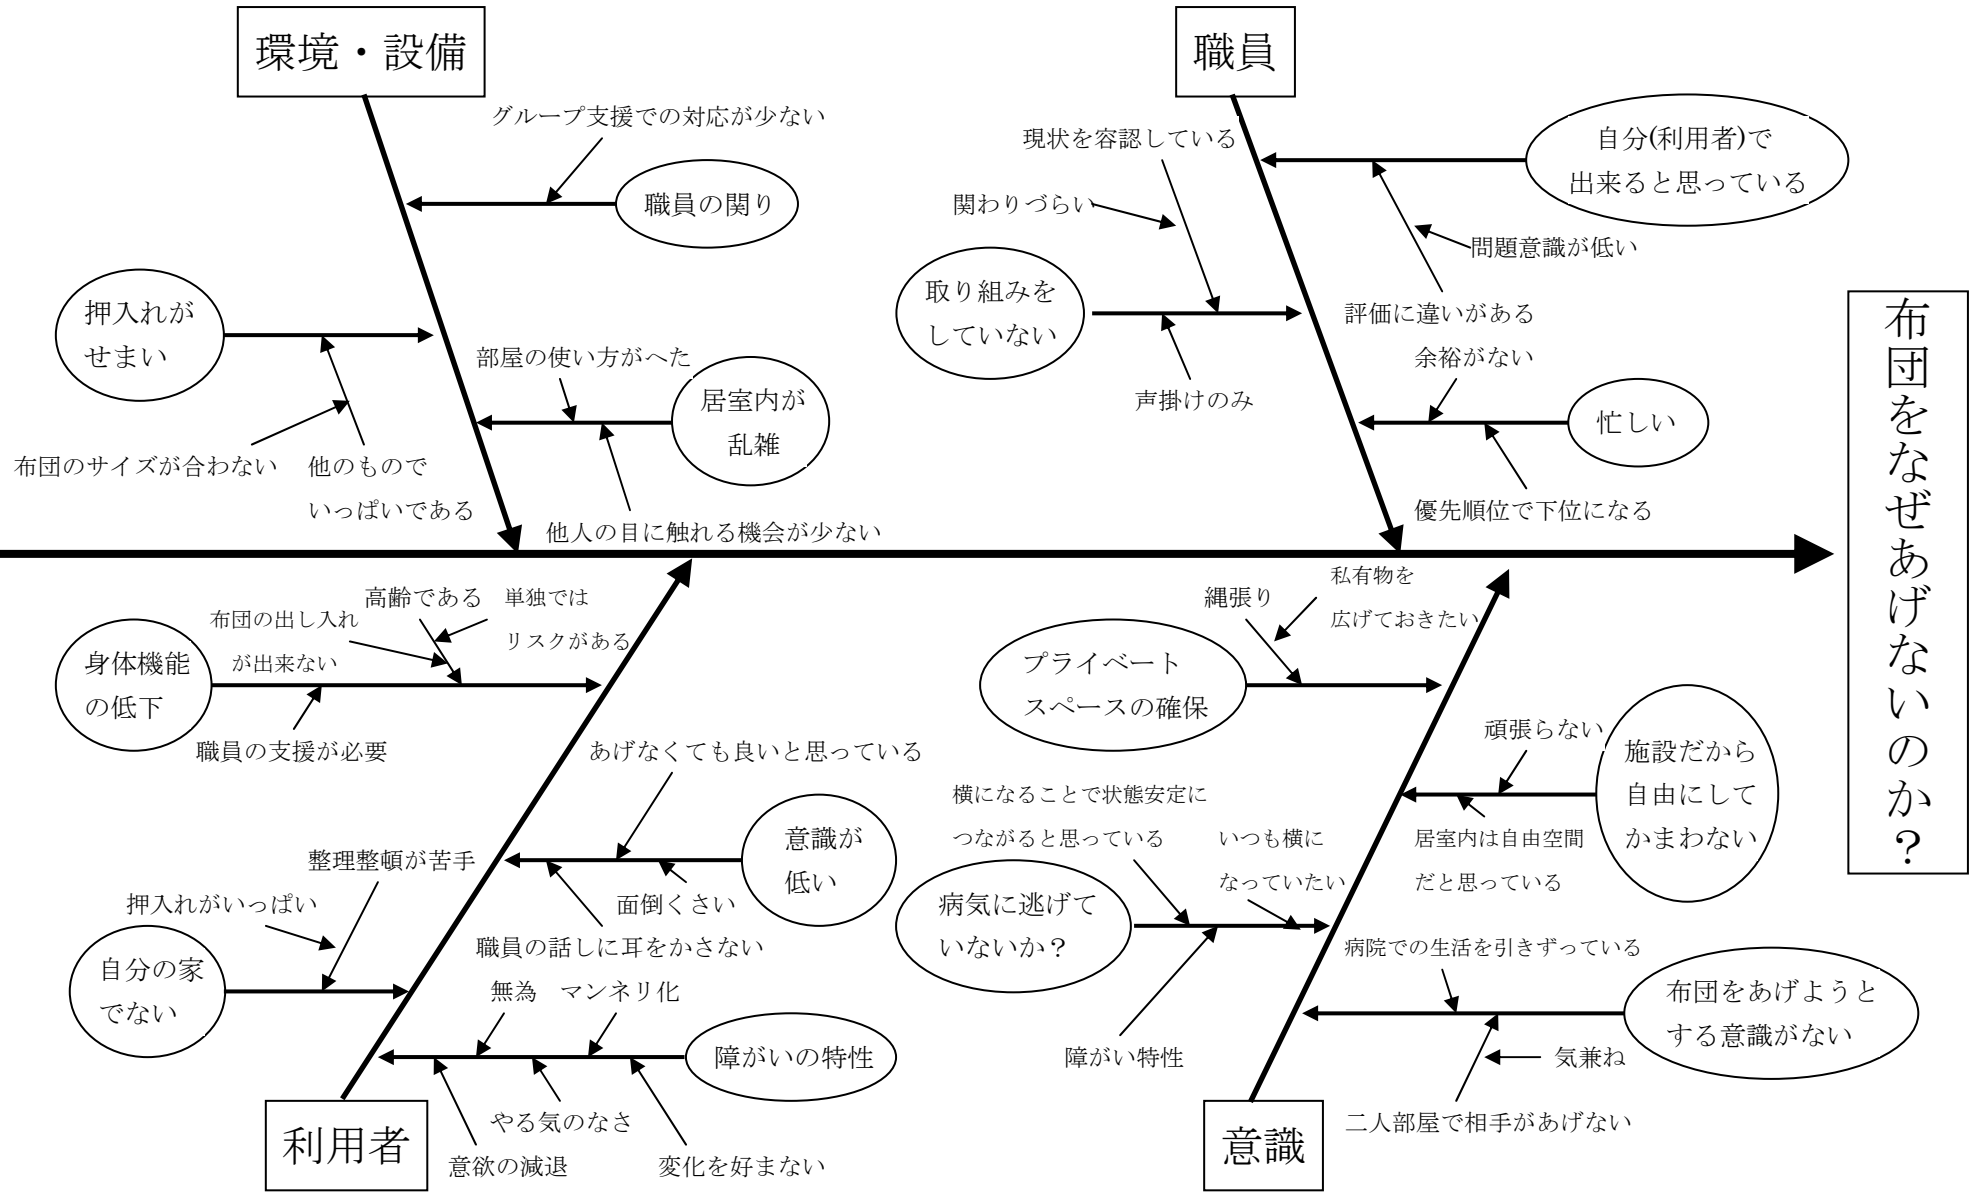 環境・設備
グループ支援での対応が少ない
職員の関り
押入れが
せまい
布団のサイズが合わない
他のもので
いっぱいである
部屋の使い方がへた
居室内が
乱雑
他人の目に触れる機会が少ない
職員
現状を容認している
関わりづらい
取り組みを
していない
声掛けのみ
自分(利用者)で
出来ると思っている
問題意識が低い
評価に違いがある
余裕がない
忙しい
優先順位で下位になる
布団をなぜあげないのか？
高齢である
単独では
リスクがある
布団の出し入れ
が出来ない
身体機能
の低下
職員の支援が必要
あげなくても良いと思っている
意識が
低い
面倒くさい
職員の話しに耳をかさない
整理整頓が苦手
押入れがいっぱい
自分の家
でない
無為
マンネリ化
障がいの特性
やる気のなさ
意欲の減退
変化を好まない
利用者
縄張り
私有物を
広げておきたい
プライベート
スペースの確保
頑張らない
施設だから
自由にして
かまわない
居室内は自由空間
だと思っている
横になることで状態安定に
つながると思っている
いつも横に
なっていたい
病気に逃げて
いないか？
障がい特性
病院での生活を引きずっている
布団をあげようと
する意識がない
気兼ね
二人部屋で相手があげない
意識